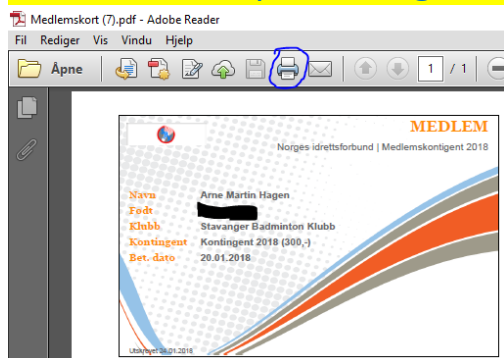 Medlemskort (7).pdf - Adobe Reader
Fil Rediger Vis Vindu Hjelp
Åpne 1 / 1
MEDLEM
Norges idrettsforbund | Medlemskontigent 2018
Navn Arne Martin Hagen
Født
Klubb Stavanger Badminton Klubb
Kontingent Kontingent 2018 (300,-)
Bet. dato 20.01.2018
Utskrevet 24.01.2018